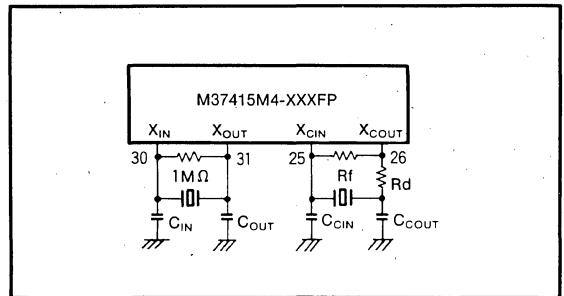 M37415M4-XXXFP
XIN XOUT XCIN XCOUT
30 31 25 26
1MΩ Rf Rd
CIN COUT CCIN CCOUT